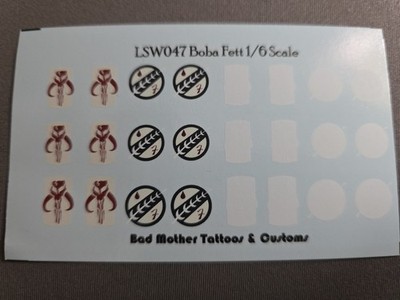 LSW047 Boba Fett 1/6 Scale
Bad Mother Tattoos & Customs